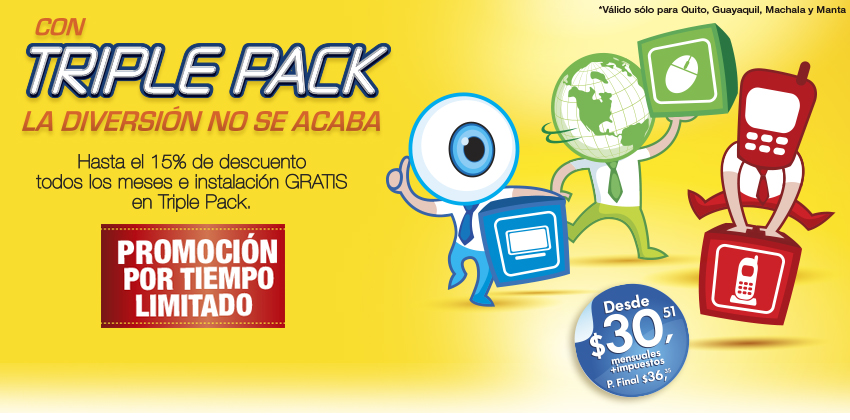 *Válido sólo para Quito, Guayaquil, Machala y Manta
CON
TRIPLE PACK
LA DIVERSIÓN NO SE ACABA
Hasta el 15% de descuento
todos los meses e instalación GRATIS
en Triple Pack.
PROMOCIÓN
POR TIEMPO
LIMITADO
Desde
$30,51
mensuales
+impuestos
P. Final $36,